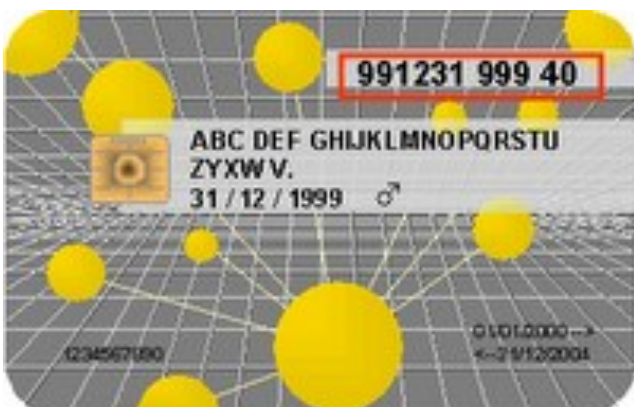 991231 999 40
ABC DEF GHIJKLMNOPQRSTU
ZYXW V.
31 / 12 / 1999 ♂
01/01/2000 -->
1234567890
<--31/12/2004